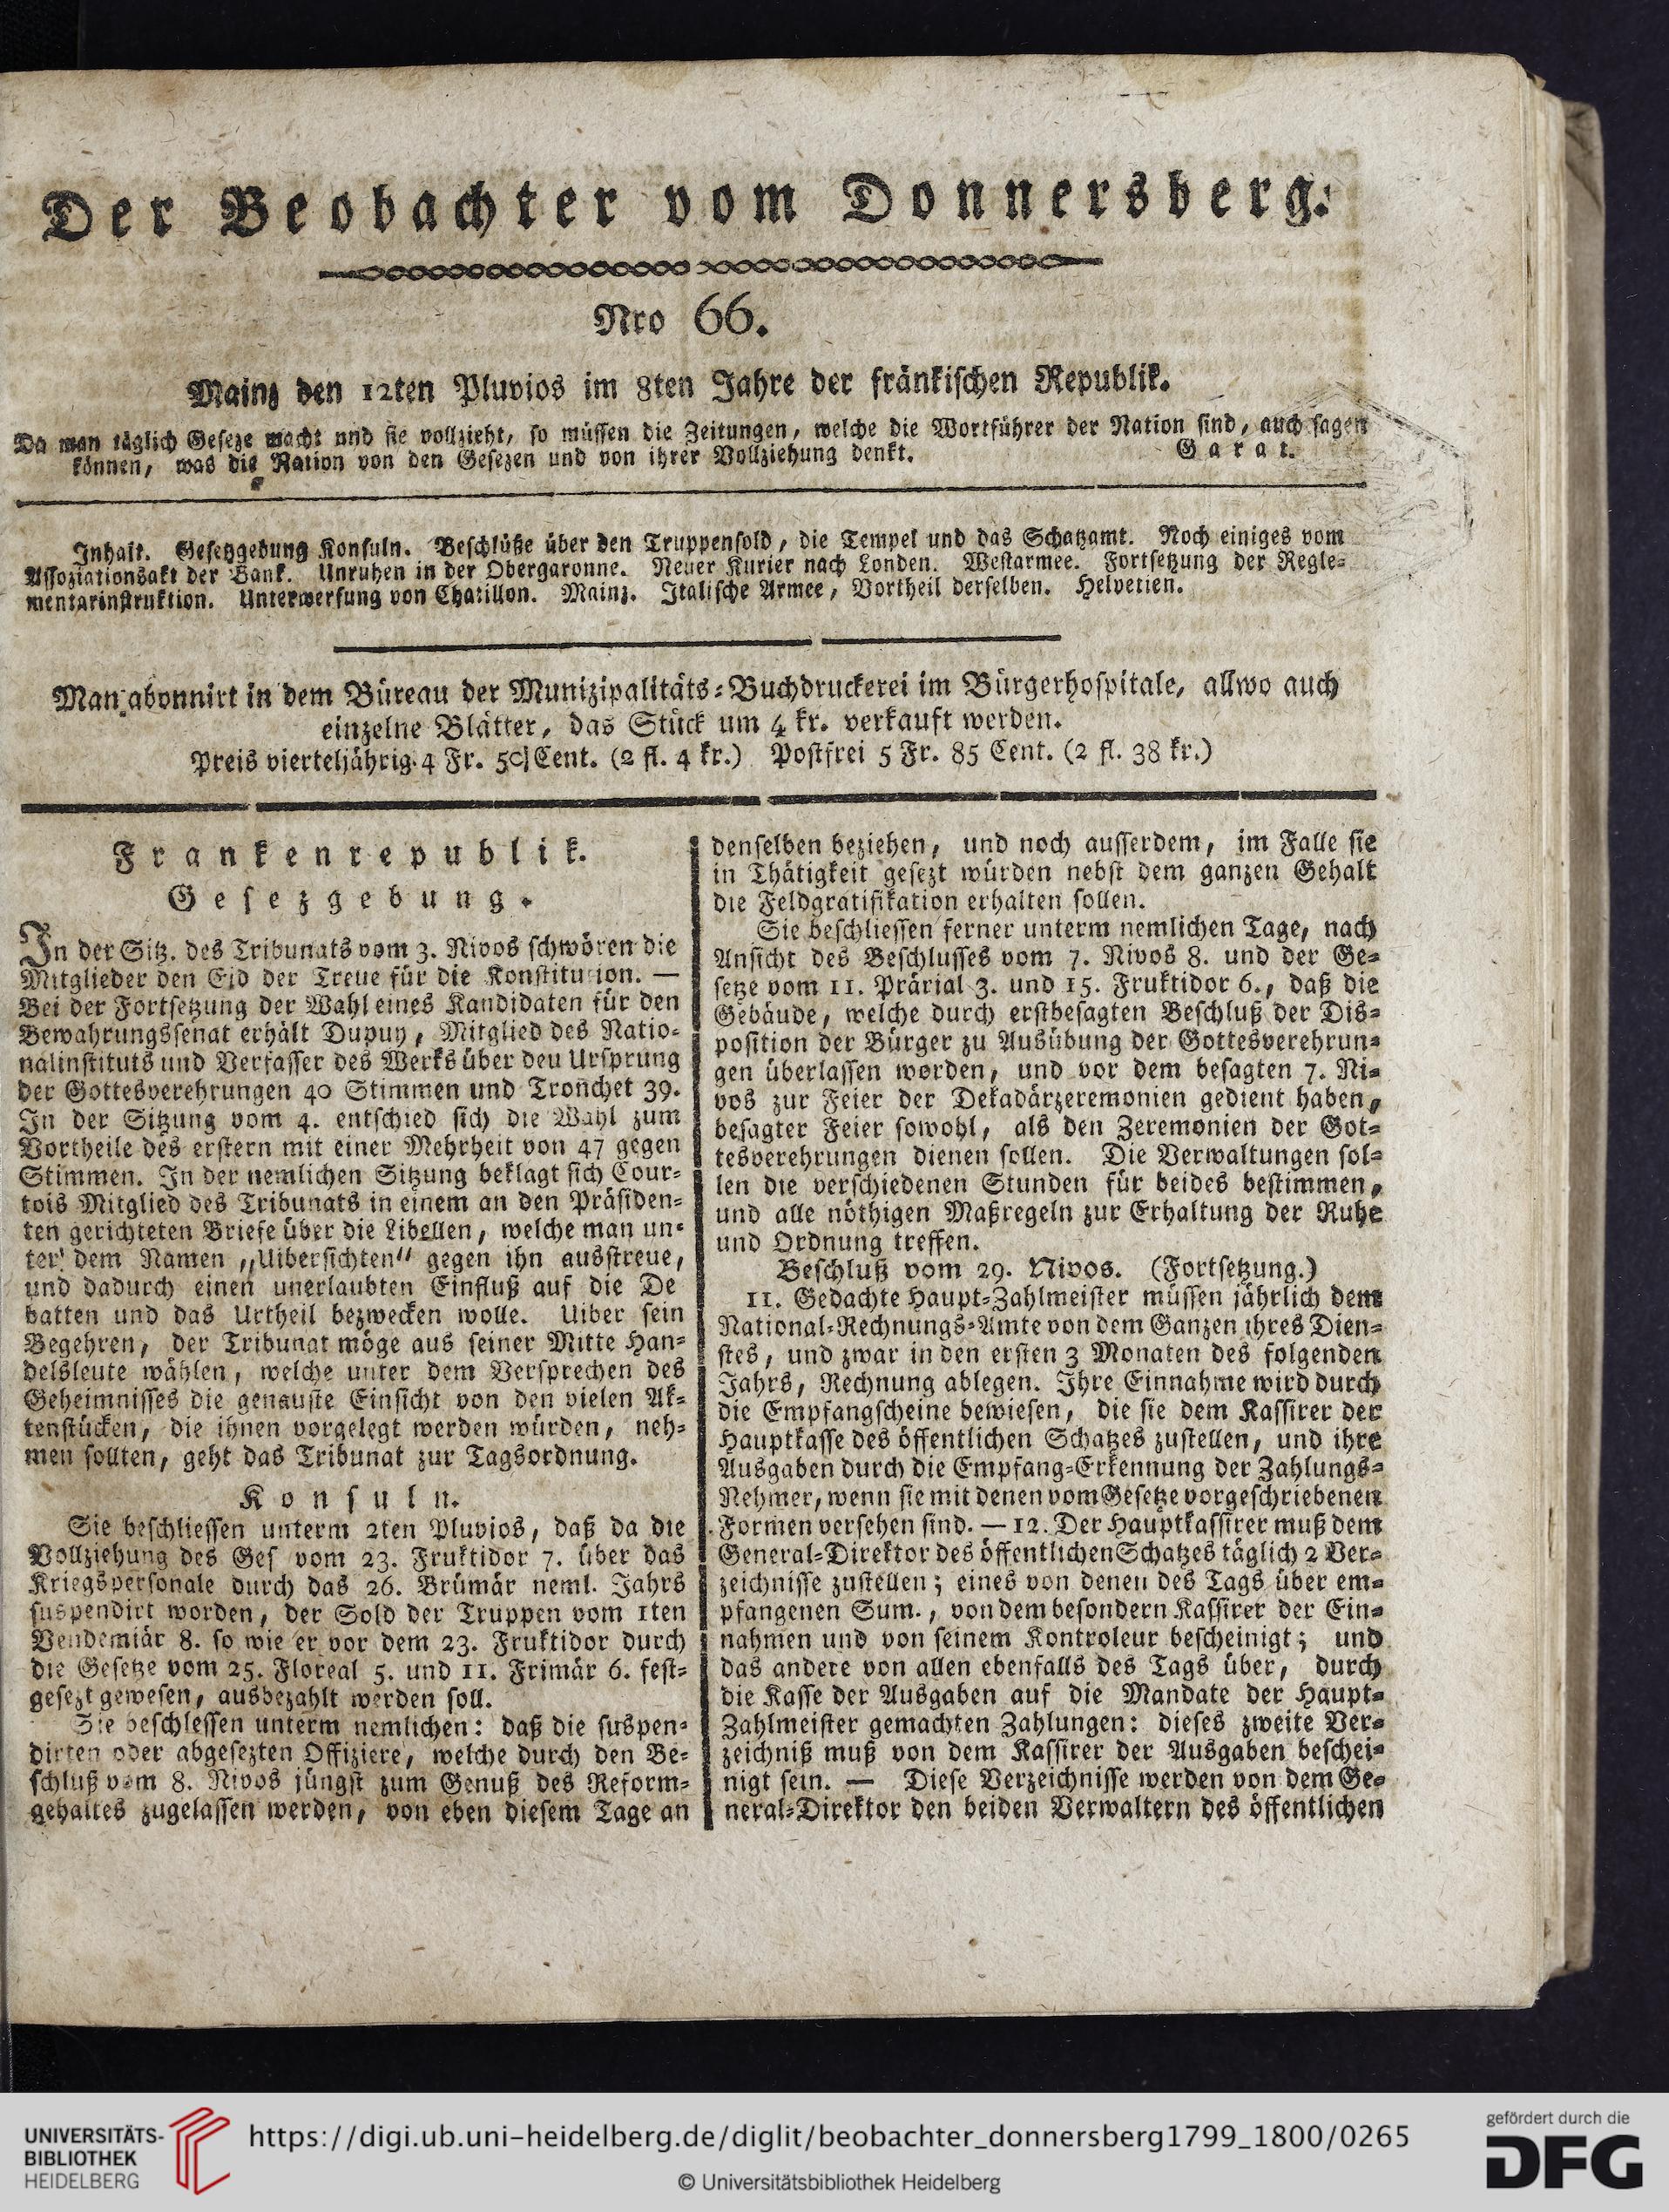 Der Beobachter vom Donnersberg.
Nro 66.
Mainz den 12ten Pluvios im 8ten Jahre der fränkischen Republik.
Da man täglich Geseze macht und sie vollzieht, so müssen die Zeitungen, welche die Wortführer der Nation sind, auch sagen
können, was die Nation von den Gesezen und von ihrer Vollziehung denkt. Garat.
Inhalt. Gesetzgebung Konsuln. Beschlüße über den Truppensold, die Tempel und das Schatzamt. Noch einiges vom
Assoziationsakt der Bank. Unruhen in der Obergaronne. Neuer Kurier nach Londen. Westarmee. Fortsetzung der Regle-
mentarinstruktion. Unterwerfung von Chatillon. Mainz. Italische Armee, Vortheil derselben. Helvetien.
Man abonnirt in dem Büreau der Munizipalitäts-Buchdruckerei im Bürgerhospitale, allwo auch
einzelne Blätter, das Stück um 4 kr. verkauft werden.
Preis vierteljährig 4 Fr. 50 Cent. (2 fl. 4 kr.) Postfrei 5 Fr. 85 Cent. (2 fl. 38 kr.)
Frankenrepublik.
Gesezgebung.
In der Sitz. des Tribunats vom 3. Nivos schwören die
Mitglieder den Eid der Treue für die Konstitution. —
Bei der Fortsetzung der Wahl eines Kandidaten für den
Bewahrungssenat erhält Dupuy, Mitglied des Natio-
nalinstituts und Verfasser des Werks über deu Ursprung
der Gottesverehrungen 40 Stimmen und Tronchet 39.
In der Sitzung vom 4. entschied sich die Wahl zum
Vortheile des erstern mit einer Mehrheit von 47 gegen
Stimmen. In der nemlichen Sitzung beklagt sich Cour-
tois Mitglied des Tribunats in einem an den Präsiden-
ten gerichteten Briefe über die Libellen, welche man un-
ter dem Namen „Uibersichten“ gegen ihn ausstreue,
und dadurch einen unerlaubten Einfluß auf die De
batten und das Urtheil bezwecken wolle. Uiber sein
Begehren, der Tribunat möge aus seiner Mitte Han-
delsleute wählen, welche unter dem Versprechen des
Geheimnisses die genauste Einsicht von den vielen Ak-
tenstücken, die ihnen vorgelegt werden würden, neh-
men sollten, geht das Tribunat zur Tagsordnung.
Konsuln.
Sie beschliessen unterm 2ten Pluvios, daß da die
Vollziehung des Ges vom 23. Fruktidor 7. über das
Kriegspersonale durch das 26. Brümär neml. Jahrs
suspendirt worden, der Sold der Truppen vom 1ten
Vendemiär 8. so wie er vor dem 23. Fruktidor durch
die Gesetze vom 25. Floreal 5. und 11. Frimär 6. fest-
gesezt gewesen, ausbezahlt werden soll.
Sie beschlessen unterm nemlichen: daß die suspen-
dirten oder abgesezten Offiziere, welche durch den Be-
schluß vom 8. Nivos jüngst zum Genuß des Reform-
gehaltes zugelassen werden, von eben diesem Tage an
denselben beziehen, und noch ausserdem, im Falle sie
in Thätigkeit gesezt würden nebst dem ganzen Gehalt
die Feldgratifikation erhalten sollen.
Sie beschliessen ferner unterm nemlichen Tage, nach
Ansicht des Beschlusses vom 7. Nivos 8. und der Ge-
setze vom 11. Prärial 3. und 15. Fruktidor 6., daß die
Gebäude, welche durch erstbesagten Beschluß der Dis-
position der Bürger zu Ausübung der Gottesverehrun-
gen überlassen worden, und vor dem besagten 7. Ni-
vos zur Feier der Dekadärzeremonien gedient haben,
besagter Feier sowohl, als den Zeremonien der Got-
tesverehrungen dienen sollen. Die Verwaltungen sol-
len die verschiedenen Stunden für beides bestimmen,
und alle nöthigen Maßregeln zur Erhaltung der Ruhe
und Ordnung treffen.
Beschluß vom 29. Nivos. (Fortsetzung.)
11. Gedachte Haupt-Zahlmeister müssen jährlich dem
National-Rechnungs-Amte von dem Ganzen ihres Dien-
stes, und zwar in den ersten 3 Monaten des folgenden
Jahrs, Rechnung ablegen. Ihre Einnahme wird durch
die Empfangscheine bewiesen, die sie dem Kassirer der
Hauptkasse des öffentlichen Schatzes zustellen, und ihre
Ausgaben durch die Empfang-Erkennung der Zahlungs-
Nehmer, wenn sie mit denen vom Gesetze vorgeschriebenen
Formen versehen sind. — 12. Der Hauptkassirer muß dem
General-Direktor des öffentlichen Schatzes täglich 2 Ver-
zeichnisse zustellen; eines von denen des Tags über em-
pfangenen Sum., von dem besondern Kassirer der Ein-
nahmen und von seinem Kontroleur bescheinigt; und
das andere von allen ebenfalls des Tags über, durch
die Kasse der Ausgaben auf die Mandate der Haupt-
Zahlmeister gemachten Zahlungen: dieses zweite Ver-
zeichniß muß von dem Kassirer der Ausgaben beschei-
nigt sein. — Diese Verzeichnisse werden von dem Ge-
neral-Direktor den beiden Verwaltern des öffentlichen
UNIVERSITÄTS-
BIBLIOTHEK
HEIDELBERG
https://digi.ub.uni-heidelberg.de/diglit/beobachter_donnersberg1799_1800/0265
© Universitätsbibliothek Heidelberg
gefördert durch die
DFG